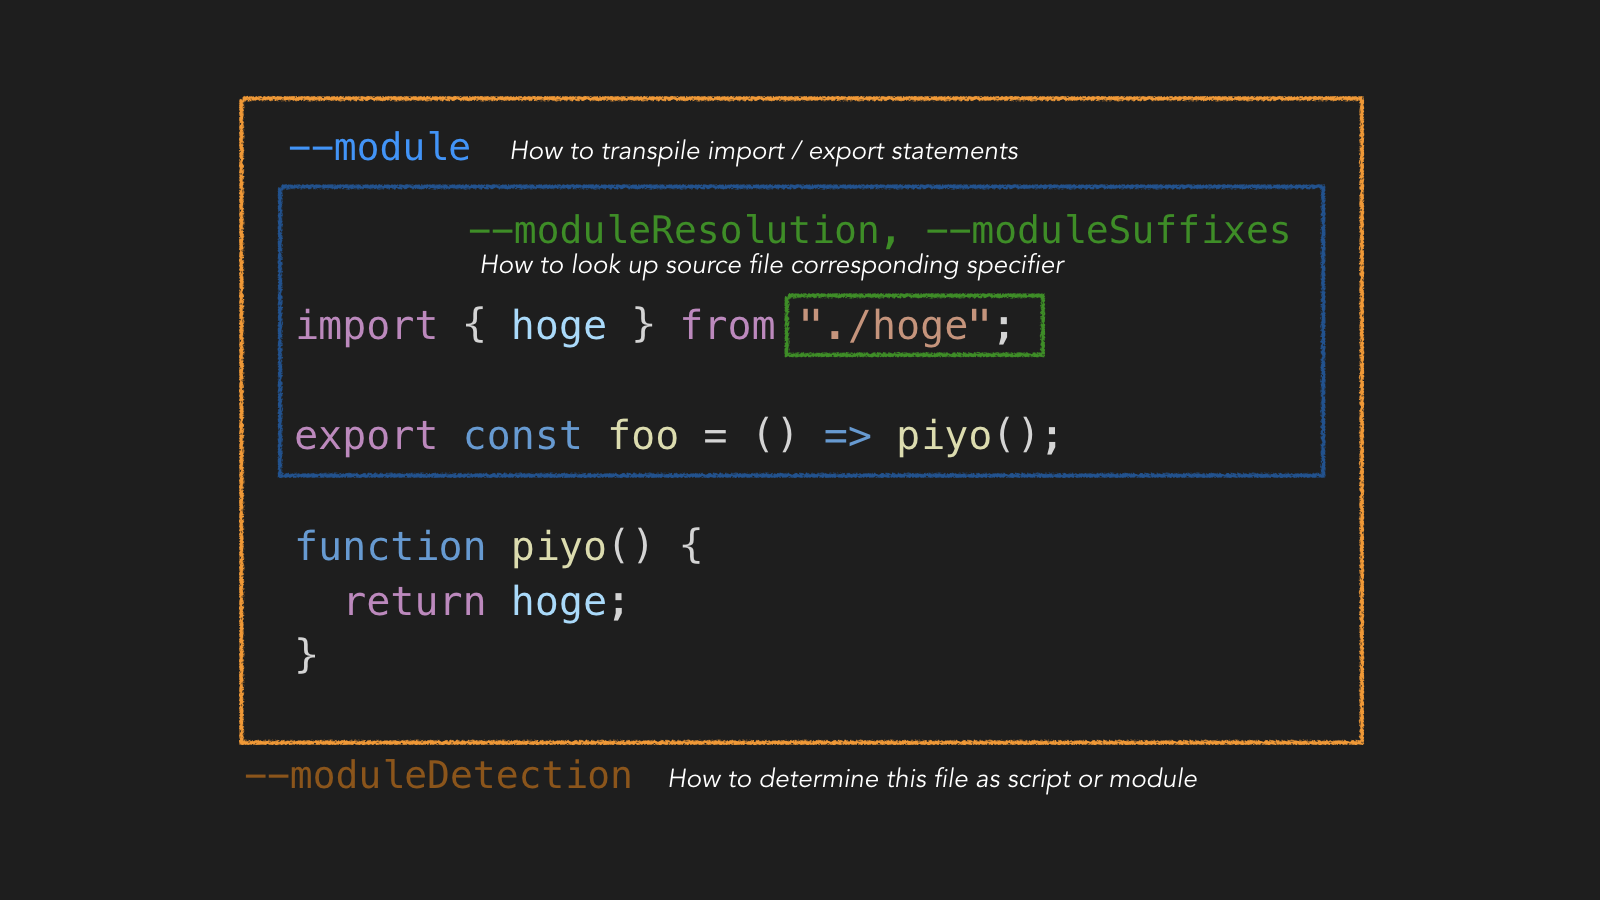 --module How to transpile import / export statements
--moduleResolution, --moduleSuffixes
How to look up source file corresponding specifier
import { hoge } from "./hoge";
export const foo = () => piyo();
function piyo() {
  return hoge;
}
--moduleDetection How to determine this file as script or module